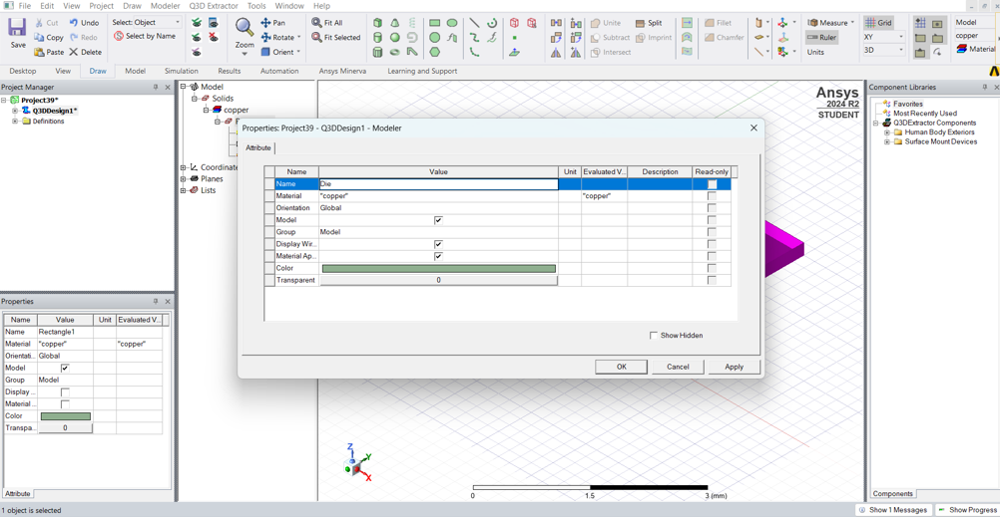 File Edit View Project Draw Modeler Q3D Extractor Tools Window Help
Save
Cut
Copy
Paste
Undo
Redo
Delete
Select: Object
Select by Name
Zoom
Pan
Rotate
Orient
Fit All
Fit Selected
Unite
Subtract
Intersect
Split
Imprint
Fillet
Chamfer
Measure
Ruler
Units
Grid
XY
3D
Model
Material
Desktop View Draw Model Simulation Results Automation Ansys Minerva Learning and Support
Project Manager
Project39*
Q3DDesign1*
Definitions
Model
Solids
copper
Coordinate
Planes
Lists
Ansys
2024 R2
STUDENT
Component Libraries
Favorites
Most Recently Used
Q3DExtractor Components
Human Body Exteriors
Surface Mount Devices
Properties: Project39 - Q3DDesign1 - Modeler
Attribute
Name Value Unit Evaluated V... Description Read-only
Name Die
Material "copper" "copper"
Orientation Global
Model
Group Model
Display Wir...
Material Ap...
Color
Transparent 0
Show Hidden
OK Cancel Apply
Properties
Name Value Unit Evaluated V...
Name Rectangle1
Material "copper" "copper"
Orientati... Global
Model
Group Model
Display ...
Material ...
Color
Transpa... 0
Attribute
Z
Y
X
0 1.5 3 (mm)
Components
1 object is selected
Show 1 Messages
Show Progress